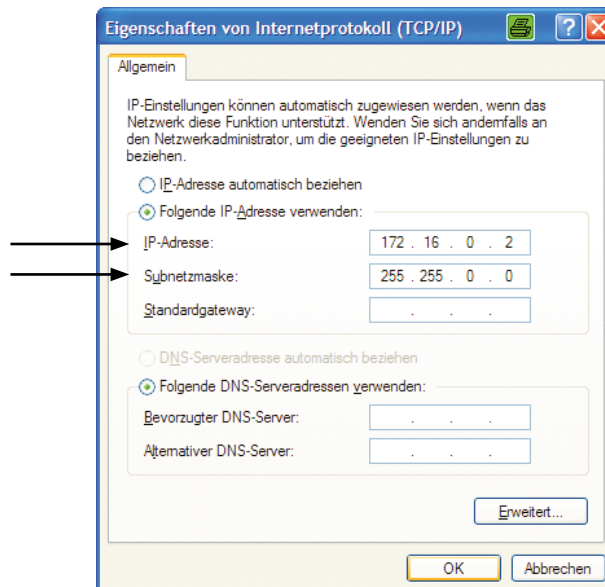 Eigenschaften von Internetprotokoll (TCP/IP)
Allgemein
IP-Einstellungen können automatisch zugewiesen werden, wenn das
Netzwerk diese Funktion unterstützt. Wenden Sie sich andernfalls an
den Netzwerkadministrator, um die geeigneten IP-Einstellungen zu
beziehen.
IP-Adresse automatisch beziehen
Folgende IP-Adresse verwenden:
IP-Adresse: 172 . 16 . 0 . 2
Subnetzmaske: 255 . 255 . 0 . 0
Standardgateway: . . .
DNS-Serveradresse automatisch beziehen
Folgende DNS-Serveradressen verwenden:
Bevorzugter DNS-Server: . . .
Alternativer DNS-Server: . . .
Erweitert...
OK Abbrechen